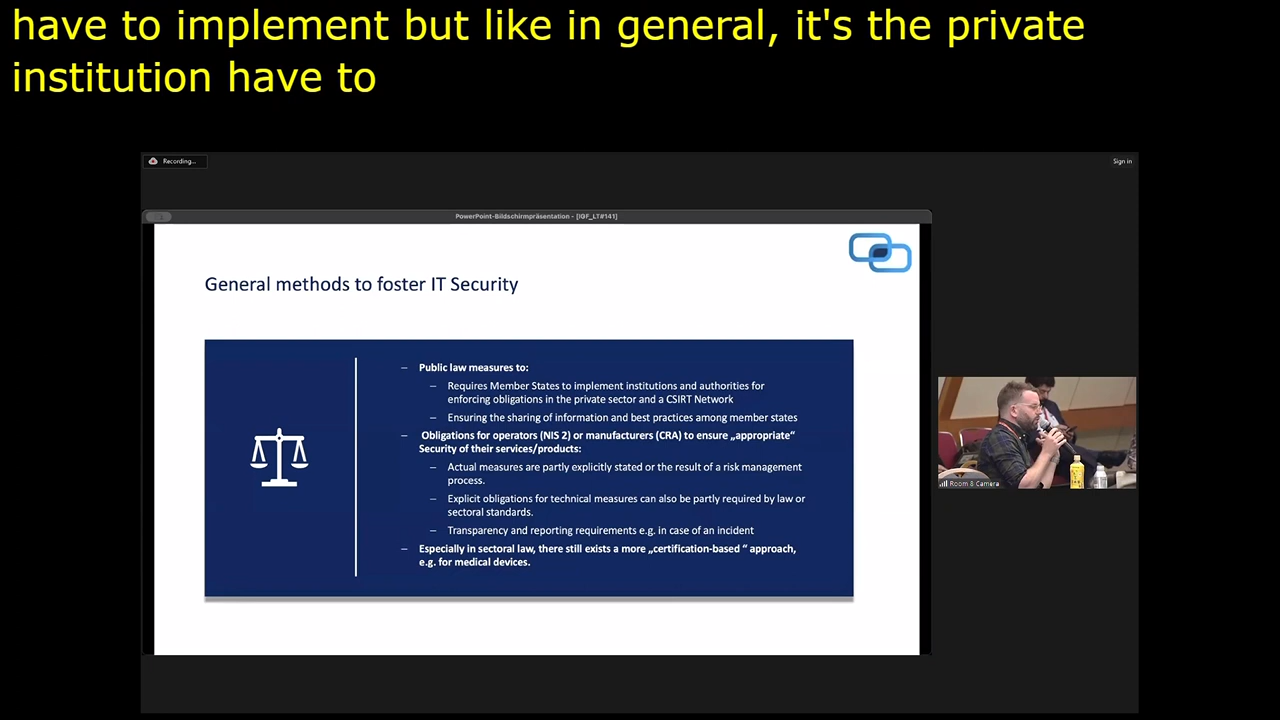 have to implement but like in general, it's the private
institution have to
Recording...
Sign in
PowerPoint-Bildschirmpräsentation - [IGF_LT#141]
General methods to foster IT Security
– Public law measures to:
– Requires Member States to implement institutions and authorities for
enforcing obligations in the private sector and a CSIRT Network
– Ensuring the sharing of information and best practices among member states
– Obligations for operators (NIS 2) or manufacturers (CRA) to ensure „appropriate“
Security of their services/products:
– Actual measures are partly explicitly stated or the result of a risk management
process.
– Explicit obligations for technical measures can also be partly required by law or
sectoral standards.
– Transparency and reporting requirements e.g. in case of an incident
– Especially in sectoral law, there still exists a more „certification-based “ approach,
e.g. for medical devices.
Room 8 Camera